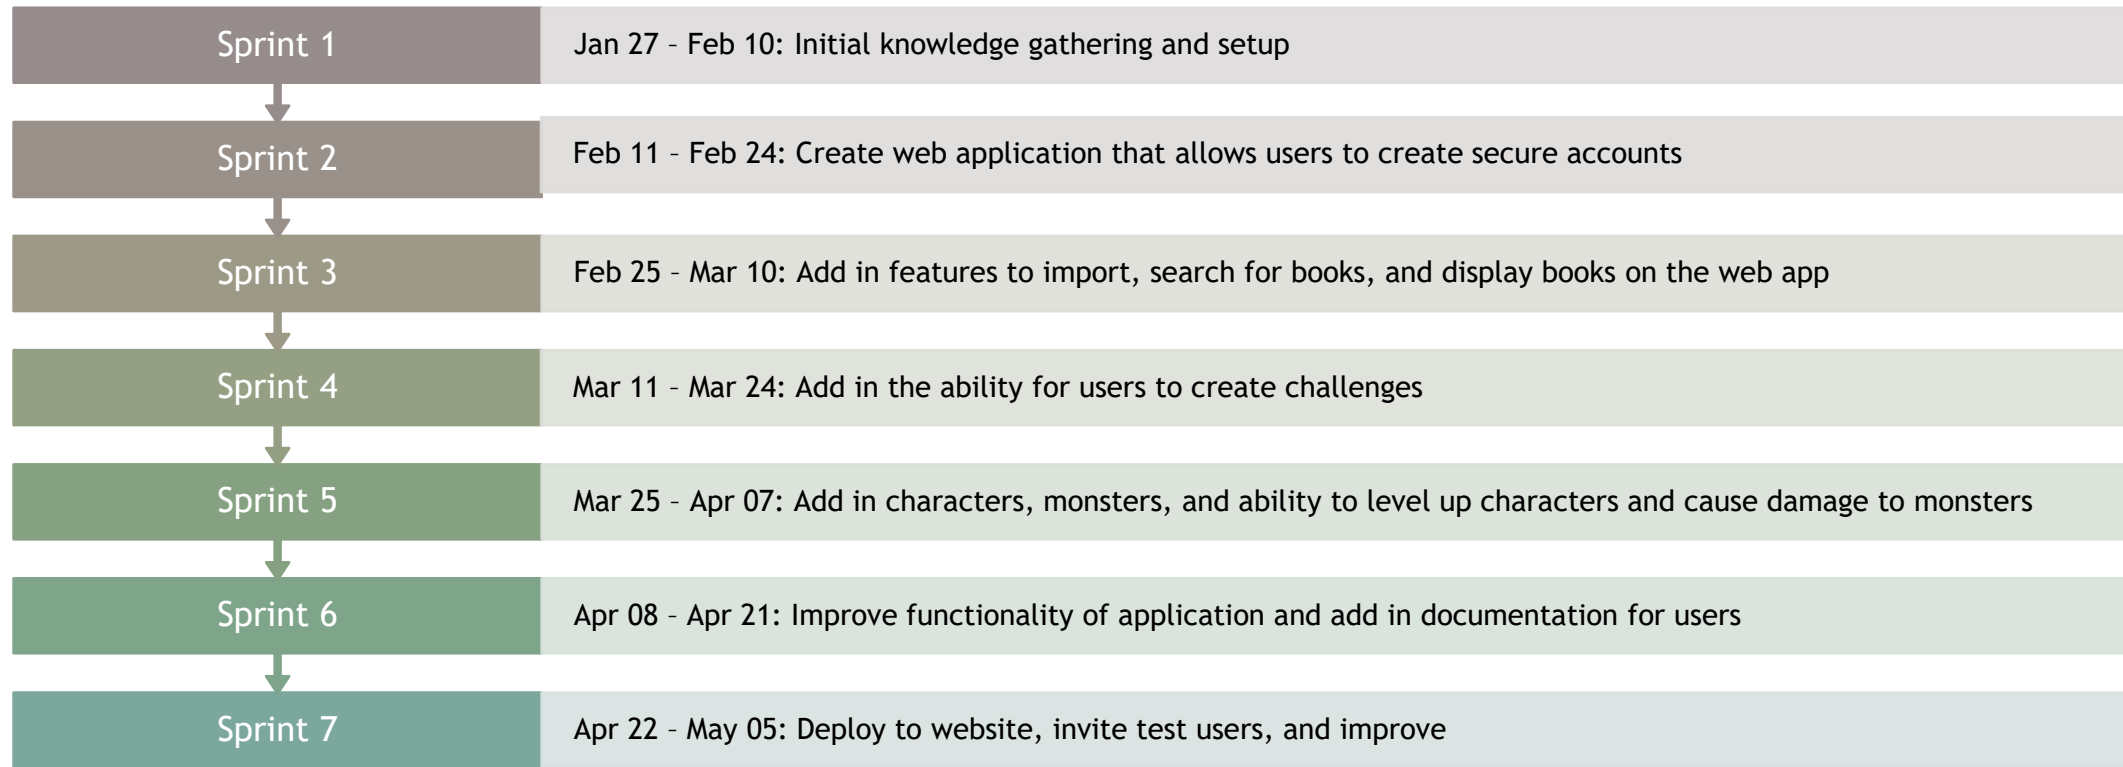 Sprint 1
Jan 27 – Feb 10: Initial knowledge gathering and setup
Sprint 2
Feb 11 – Feb 24: Create web application that allows users to create secure accounts
Sprint 3
Feb 25 – Mar 10: Add in features to import, search for books, and display books on the web app
Sprint 4
Mar 11 – Mar 24: Add in the ability for users to create challenges
Sprint 5
Mar 25 – Apr 07: Add in characters, monsters, and ability to level up characters and cause damage to monsters
Sprint 6
Apr 08 – Apr 21: Improve functionality of application and add in documentation for users
Sprint 7
Apr 22 – May 05: Deploy to website, invite test users, and improve